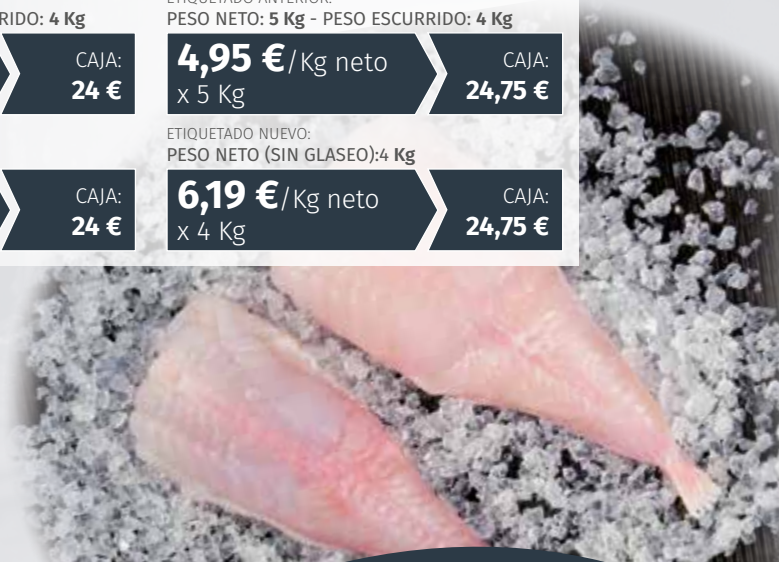 RIDO: 4 Kg
CAJA:
24 €
CAJA:
24 €
ETIQUETADO ANTERIOR:
PESO NETO: 5 Kg - PESO ESCURRIDO: 4 Kg
4,95 €/Kg neto
x 5 Kg
CAJA:
24,75 €
ETIQUETADO NUEVO:
PESO NETO (SIN GLASEO):4 Kg
6,19 €/Kg neto
x 4 Kg
CAJA:
24,75 €